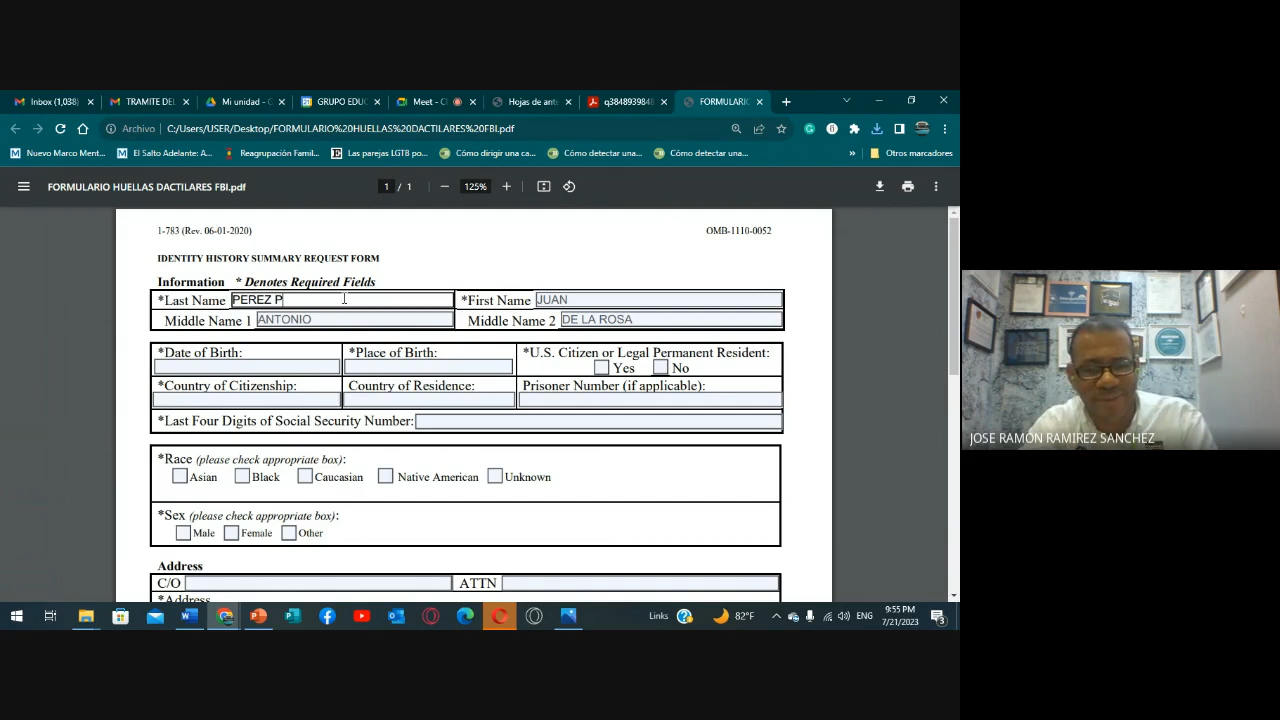 Inbox (1,038)
TRAMITE DEL
Mi unidad - G
GRUPO EDUC
Meet - C
Hojas de ante
q3848939848
FORMULARIO
Archivo
C:/Users/USER/Desktop/FORMULARIO%20HUELLAS%20DACTILARES%20FBI.pdf
Nuevo Marco Ment...
El Salto Adelante: A...
Reagrupación Famil...
Las parejas LGTB po...
Cómo dirigir una ca...
Cómo detectar una...
Cómo detectar una...
Otros marcadores
FORMULARIO HUELLAS DACTILARES FBI.pdf
1 / 1
125%
1-783 (Rev. 06-01-2020)
OMB-1110-0052
IDENTITY HISTORY SUMMARY REQUEST FORM
Information * Denotes Required Fields
*Last Name PEREZ P
*First Name JUAN
Middle Name 1 ANTONIO
Middle Name 2 DE LA ROSA
*Date of Birth:
*Place of Birth:
*U.S. Citizen or Legal Permanent Resident:
Yes No
*Country of Citizenship:
Country of Residence:
Prisoner Number (if applicable):
*Last Four Digits of Social Security Number:
*Race (please check appropriate box):
Asian Black Caucasian Native American Unknown
*Sex (please check appropriate box):
Male Female Other
Address
C/O
ATTN
*Address
JOSE RAMÓN RAMIREZ SANCHEZ
Links
82°F
ENG
9:55 PM
7/21/2023
3